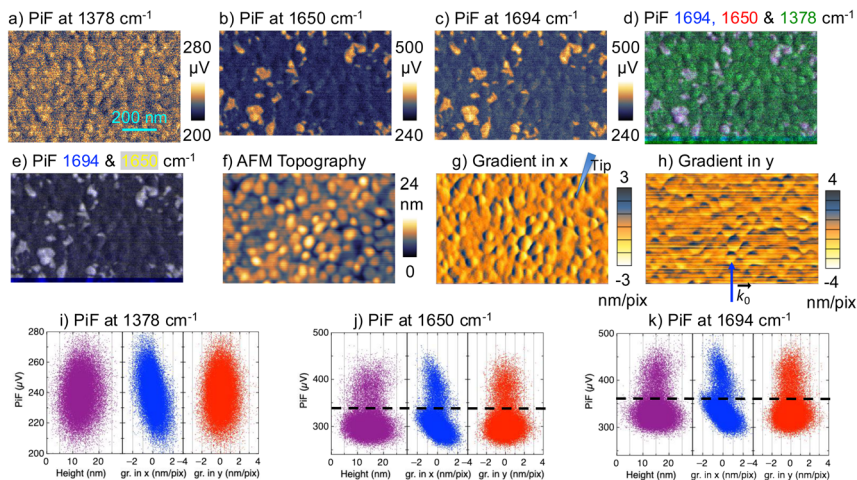 a) PiF at 1378 cm⁻¹
280
µV
200 nm
200
b) PiF at 1650 cm⁻¹
500
µV
240
c) PiF at 1694 cm⁻¹
500
µV
240
d) PiF 1694, 1650 & 1378 cm⁻¹
e) PiF 1694 & 1650 cm⁻¹
f) AFM Topography
24
nm
0
g) Gradient in x
Tip
3
-3
nm/pix
h) Gradient in y
4
-4
nm/pix
k₀
i) PiF at 1378 cm⁻¹
PiF (µV)
280
260
240
220
200
10 20
Height (nm)
−2 0 2
gr. in x (nm/pix)
−4 −2 0 2 4
gr. in y (nm/pix)
j) PiF at 1650 cm⁻¹
PiF (µV)
500
400
300
10 20
Height (nm)
−2 0 2
gr. in x (nm/pix)
−4 −2 0 2 4
gr. in y (nm/pix)
k) PiF at 1694 cm⁻¹
PiF (µV)
500
400
300
0 10 20
Height (nm)
−2 0 2
gr. in x (nm/pix)
−4 −2 0 2 4
gr. in y (nm/pix)